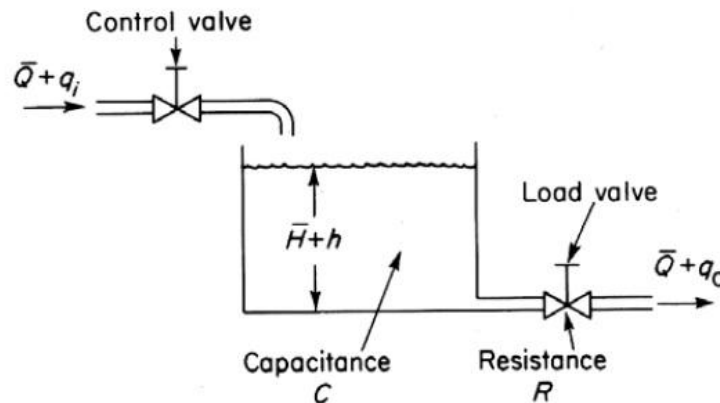 Control valve
Q̄ + qᵢ
H̄ + h
Load valve
Q̄ + qₒ
Capacitance
C
Resistance
R